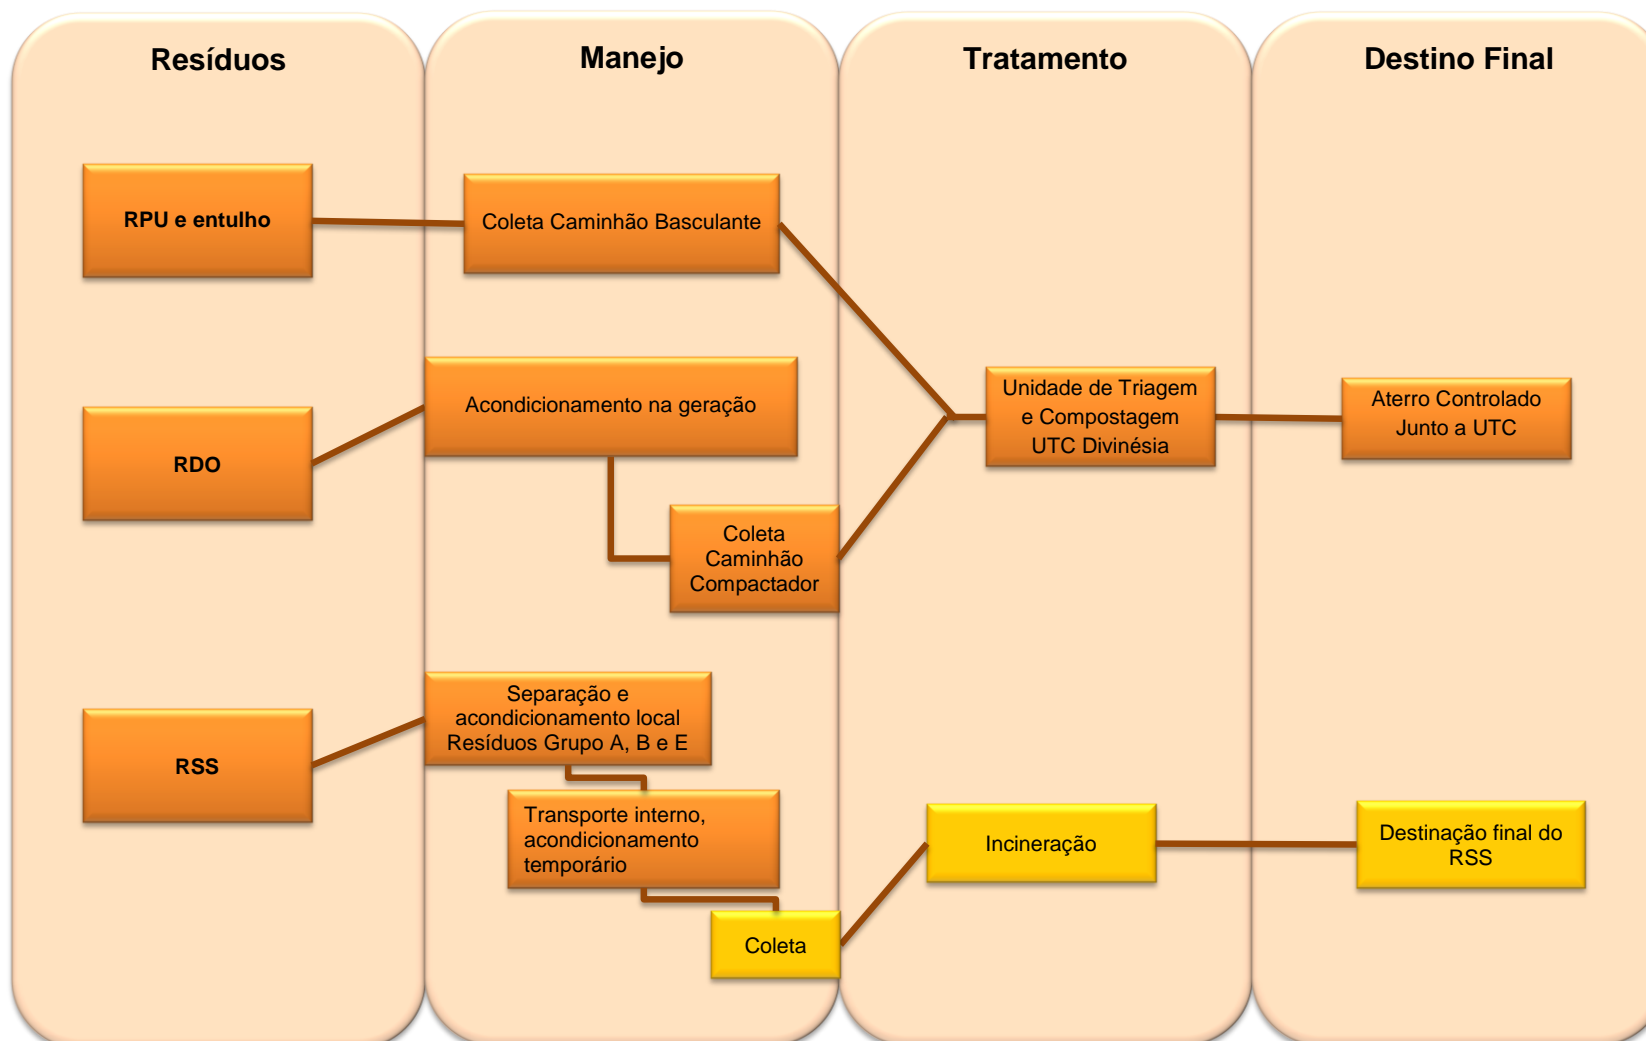 Resíduos
Manejo
Tratamento
Destino Final
RPU e entulho
Coleta Caminhão Basculante
RDO
Acondicionamento na geração
Coleta
Caminhão
Compactador
Unidade de Triagem
e Compostagem
UTC Divinésia
Aterro Controlado
Junto a UTC
RSS
Separação e
acondicionamento local
Resíduos Grupo A, B e E
Transporte interno,
acondicionamento
temporário
Coleta
Incineração
Destinação final do
RSS